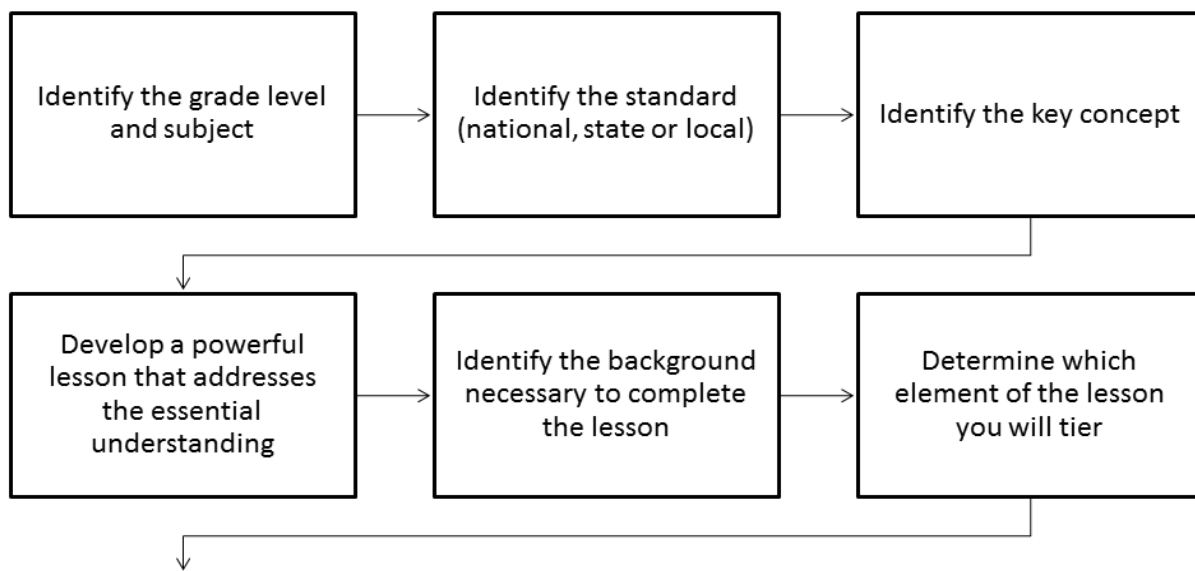 Identify the grade level
and subject
Identify the standard
(national, state or local)
Identify the key concept
Develop a powerful
lesson that addresses
the essential
understanding
Identify the background
necessary to complete
the lesson
Determine which
element of the lesson
you will tier